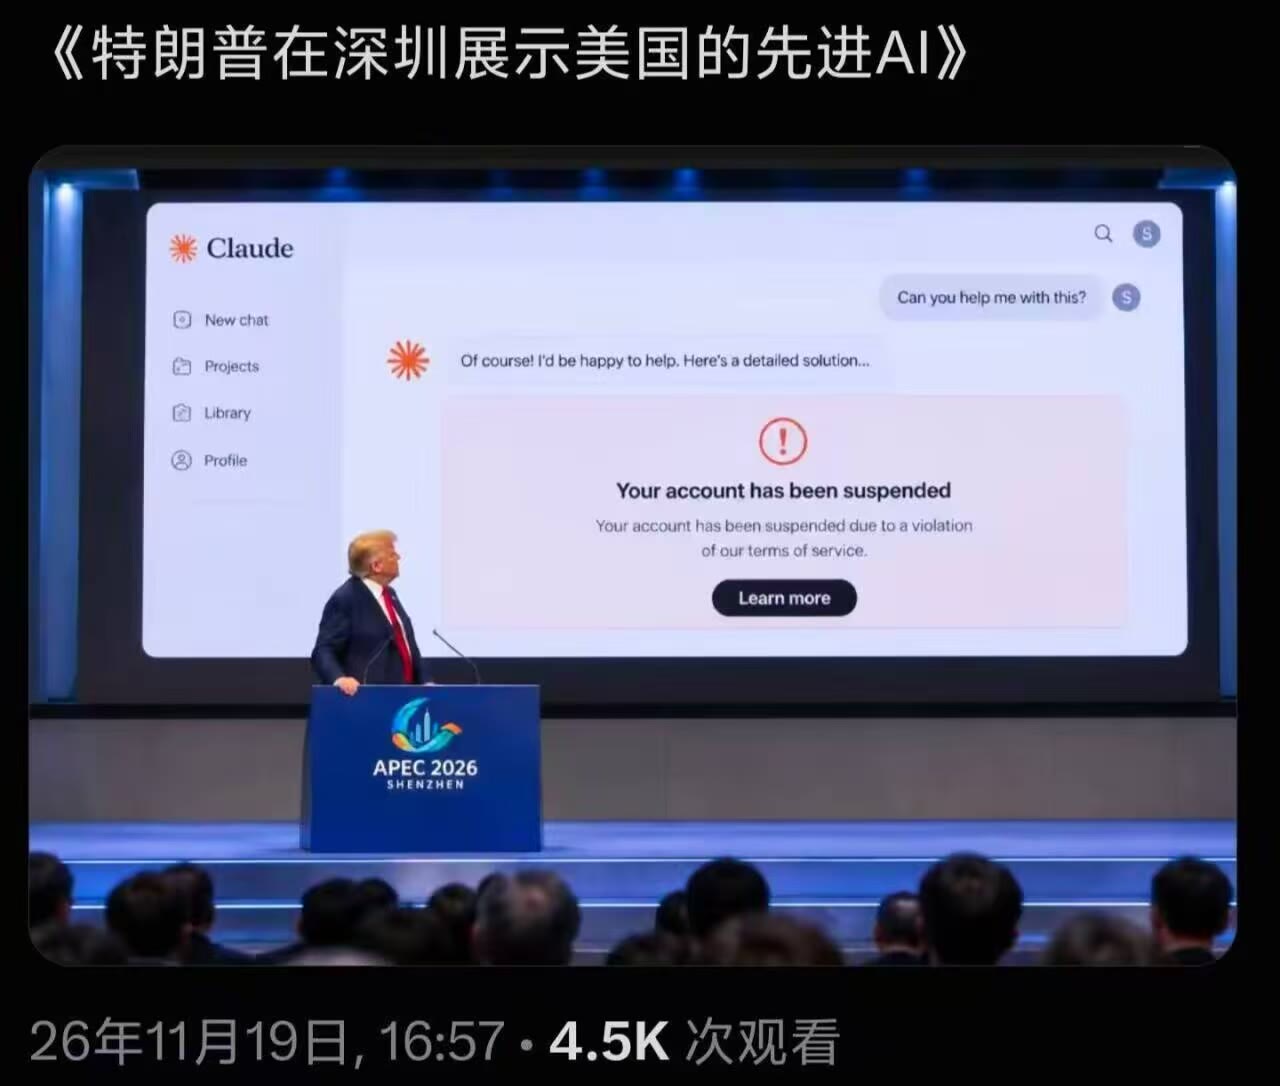 《特朗普在深圳展示美国的先进AI》
Claude
S
Can you help me with this?
S
New chat
Of course! I'd be happy to help. Here's a detailed solution...
Projects
Library
Profile
Your account has been suspended
Your account has been suspended due to a violation
of our terms of service.
Learn more
APEC 2026
SHENZHEN
26年11月19日, 16:57 · 4.5K 次观看